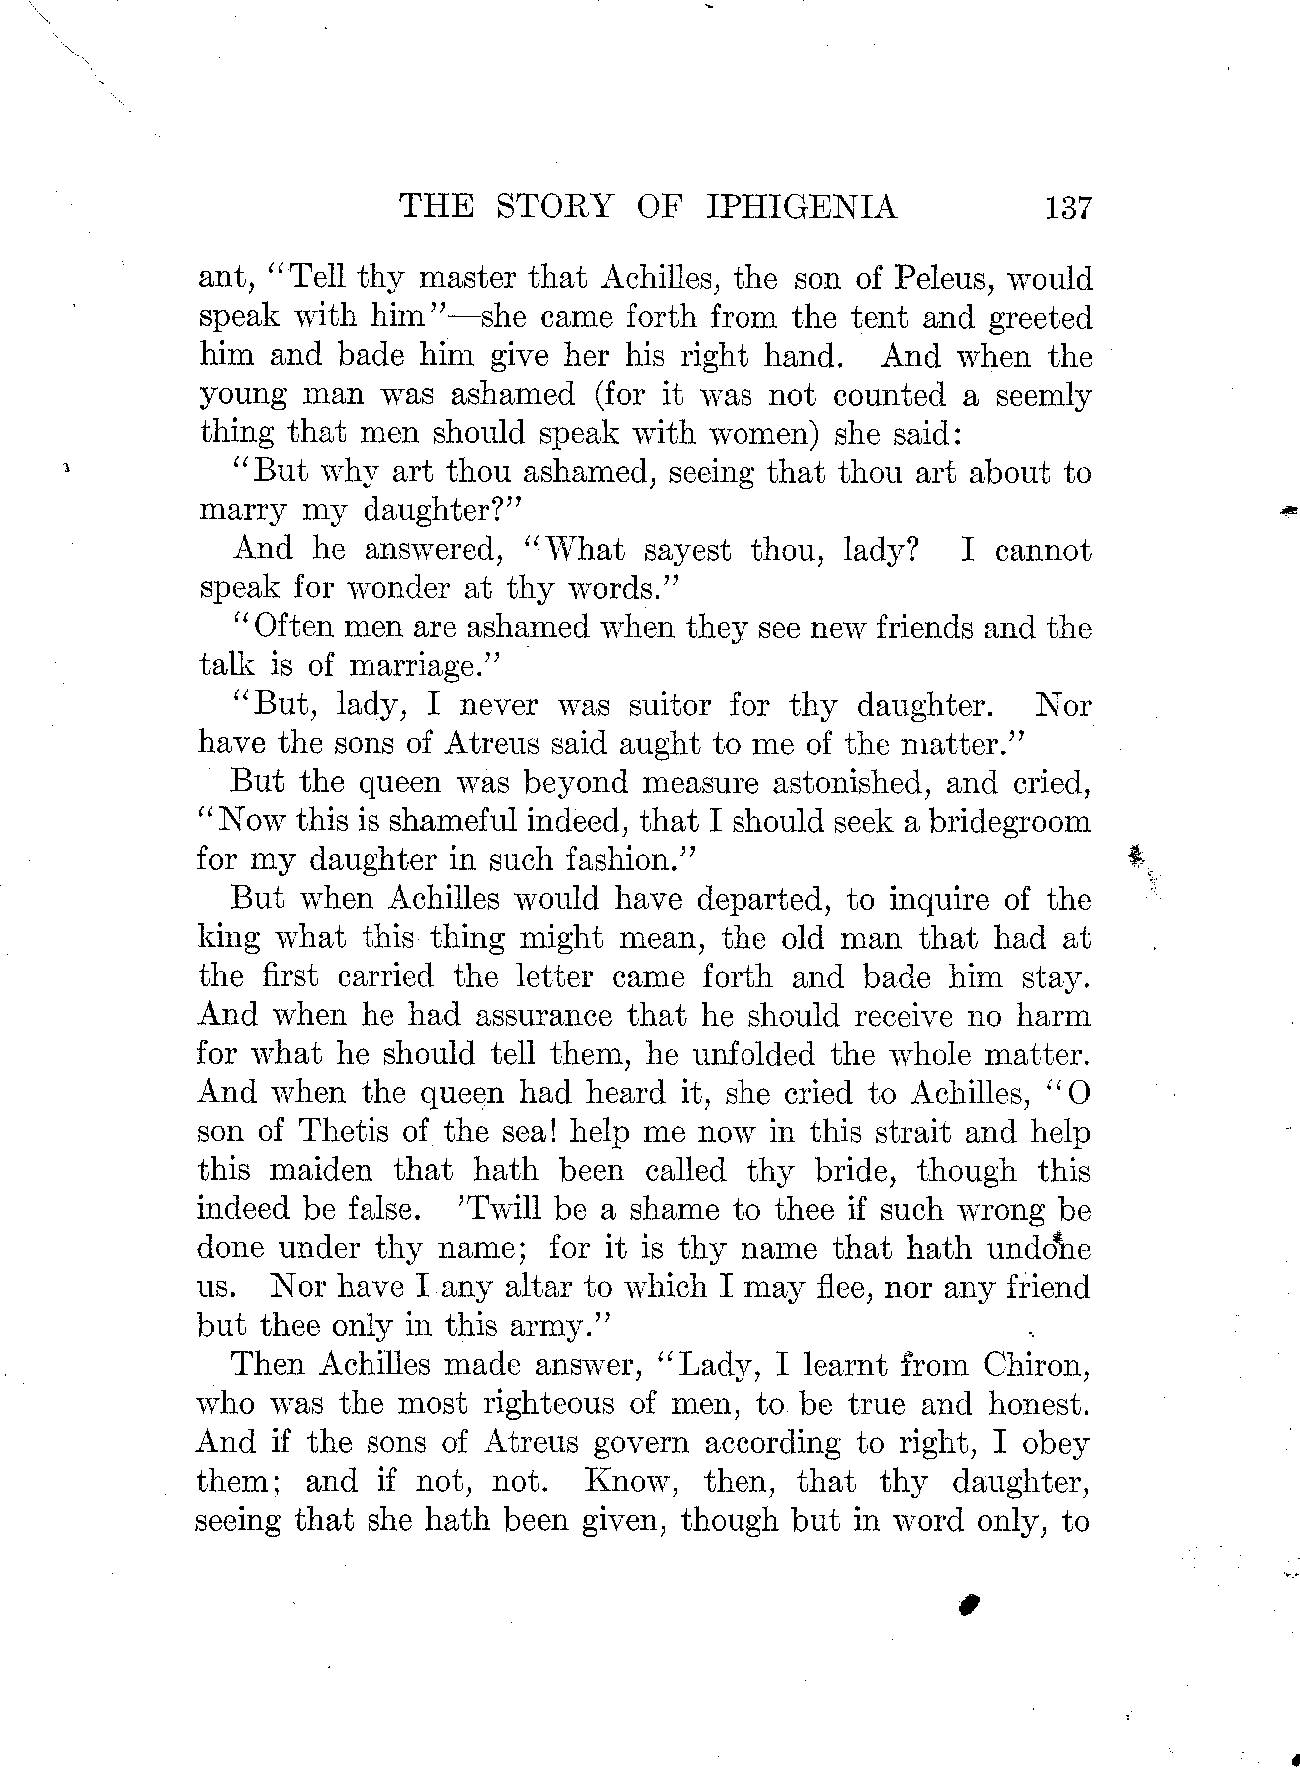 THE STORY OF IPHIGENIA 137
ant, "Tell thy master that Achilles, the son of Peleus, would
speak with him"—she came forth from the tent and greeted
him and bade him give her his right hand. And when the
young man was ashamed (for it was not counted a seemly
thing that men should speak with women) she said:
"But why art thou ashamed, seeing that thou art about to
marry my daughter?"
And he answered, "What sayest thou, lady? I cannot
speak for wonder at thy words."
"Often men are ashamed when they see new friends and the
talk is of marriage."
"But, lady, I never was suitor for thy daughter. Nor
have the sons of Atreus said aught to me of the matter."
But the queen was beyond measure astonished, and cried,
"Now this is shameful indeed, that I should seek a bridegroom
for my daughter in such fashion."
But when Achilles would have departed, to inquire of the
king what this thing might mean, the old man that had at
the first carried the letter came forth and bade him stay.
And when he had assurance that he should receive no harm
for what he should tell them, he unfolded the whole matter.
And when the queen had heard it, she cried to Achilles, "O
son of Thetis of the sea! help me now in this strait and help
this maiden that hath been called thy bride, though this
indeed be false. 'Twill be a shame to thee if such wrong be
done under thy name; for it is thy name that hath undone
us. Nor have I any altar to which I may flee, nor any friend
but thee only in this army."
Then Achilles made answer, "Lady, I learnt from Chiron,
who was the most righteous of men, to be true and honest.
And if the sons of Atreus govern according to right, I obey
them; and if not, not. Know, then, that thy daughter,
seeing that she hath been given, though but in word only, to